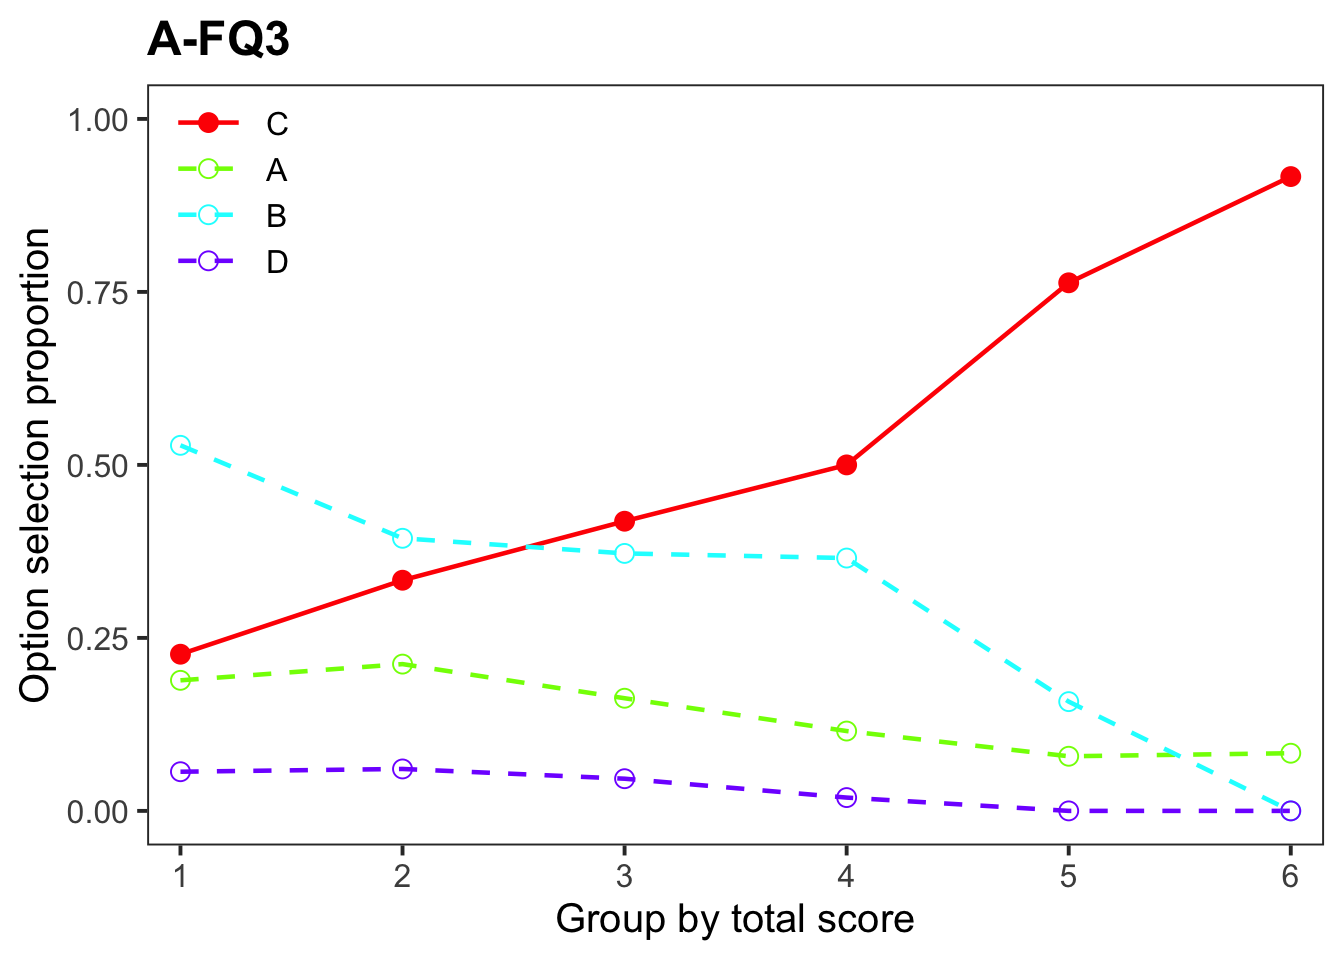 A-FQ3
C
A
B
D
Option selection proportion
1.00
0.75
0.50
0.25
0.00
1 2 3 4 5 6
Group by total score